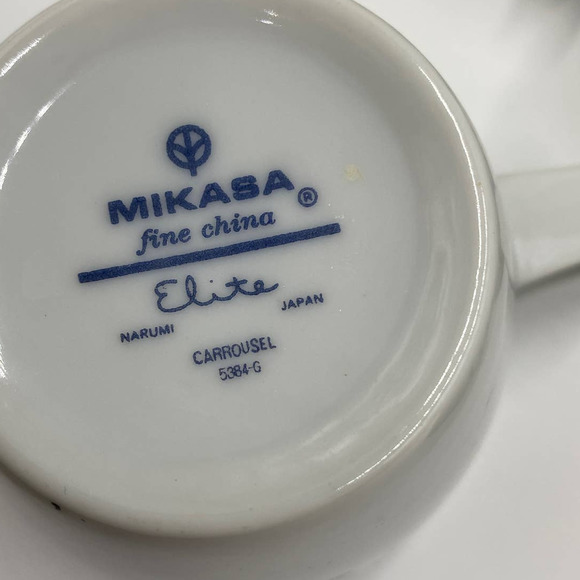 MIKASA ®
fine china
Elite
NARUMI JAPAN
CARROUSEL
5384-G